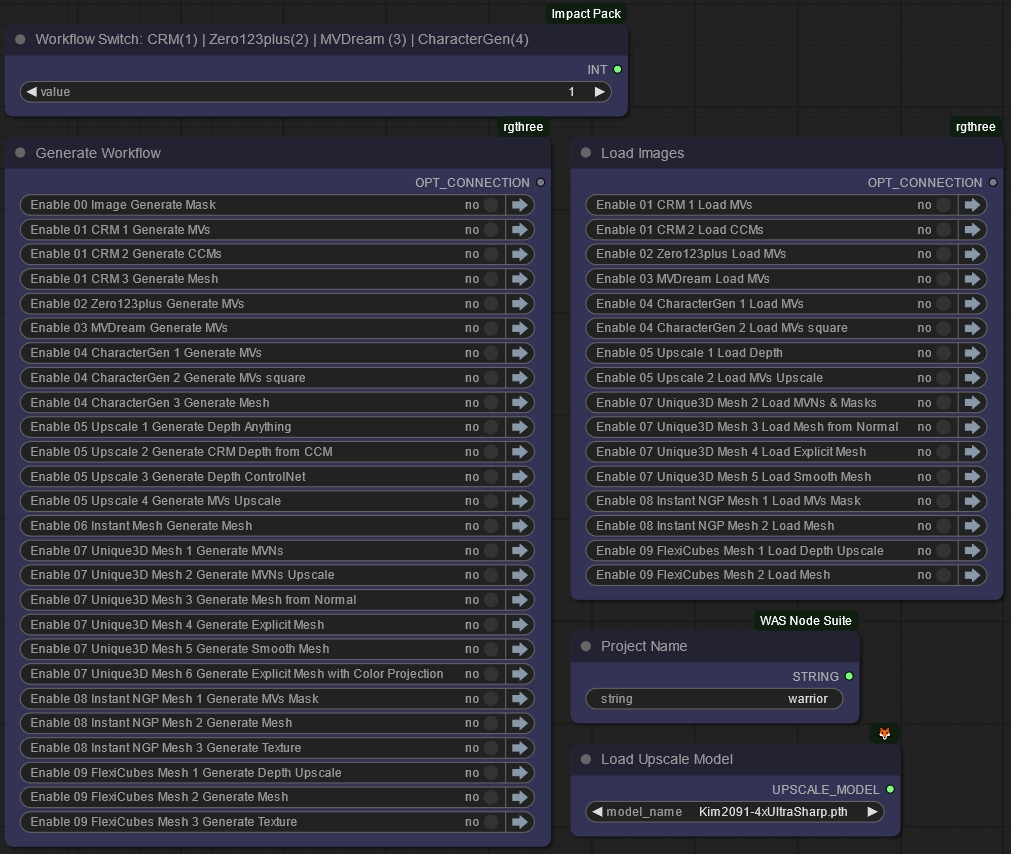 Impact Pack
Workflow Switch: CRM(1) | Zero123plus(2) | MVDream (3) | CharacterGen(4)
INT
value 1
rgthree
Generate Workflow
OPT_CONNECTION
Enable 00 Image Generate Mask no
Enable 01 CRM 1 Generate MVs no
Enable 01 CRM 2 Generate CCMs no
Enable 01 CRM 3 Generate Mesh no
Enable 02 Zero123plus Generate MVs no
Enable 03 MVDream Generate MVs no
Enable 04 CharacterGen 1 Generate MVs no
Enable 04 CharacterGen 2 Generate MVs square no
Enable 04 CharacterGen 3 Generate Mesh no
Enable 05 Upscale 1 Generate Depth Anything no
Enable 05 Upscale 2 Generate CRM Depth from CCM no
Enable 05 Upscale 3 Generate Depth ControlNet no
Enable 05 Upscale 4 Generate MVs Upscale no
Enable 06 Instant Mesh Generate Mesh no
Enable 07 Unique3D Mesh 1 Generate MVNs no
Enable 07 Unique3D Mesh 2 Generate MVNs Upscale no
Enable 07 Unique3D Mesh 3 Generate Mesh from Normal no
Enable 07 Unique3D Mesh 4 Generate Explicit Mesh no
Enable 07 Unique3D Mesh 5 Generate Smooth Mesh no
Enable 07 Unique3D Mesh 6 Generate Explicit Mesh with Color Projection no
Enable 08 Instant NGP Mesh 1 Generate MVs Mask no
Enable 08 Instant NGP Mesh 2 Generate Mesh no
Enable 08 Instant NGP Mesh 3 Generate Texture no
Enable 09 FlexiCubes Mesh 1 Generate Depth Upscale no
Enable 09 FlexiCubes Mesh 2 Generate Mesh no
Enable 09 FlexiCubes Mesh 3 Generate Texture no
rgthree
Load Images
OPT_CONNECTION
Enable 01 CRM 1 Load MVs no
Enable 01 CRM 2 Load CCMs no
Enable 02 Zero123plus Load MVs no
Enable 03 MVDream Load MVs no
Enable 04 CharacterGen 1 Load MVs no
Enable 04 CharacterGen 2 Load MVs square no
Enable 05 Upscale 1 Load Depth no
Enable 05 Upscale 2 Load MVs Upscale no
Enable 07 Unique3D Mesh 2 Load MVNs & Masks no
Enable 07 Unique3D Mesh 3 Load Mesh from Normal no
Enable 07 Unique3D Mesh 4 Load Explicit Mesh no
Enable 07 Unique3D Mesh 5 Load Smooth Mesh no
Enable 08 Instant NGP Mesh 1 Load MVs Mask no
Enable 08 Instant NGP Mesh 2 Load Mesh no
Enable 09 FlexiCubes Mesh 1 Load Depth Upscale no
Enable 09 FlexiCubes Mesh 2 Load Mesh no
WAS Node Suite
Project Name
STRING
string warrior
Load Upscale Model
UPSCALE_MODEL
model_name Kim2091-4xUltraSharp.pth